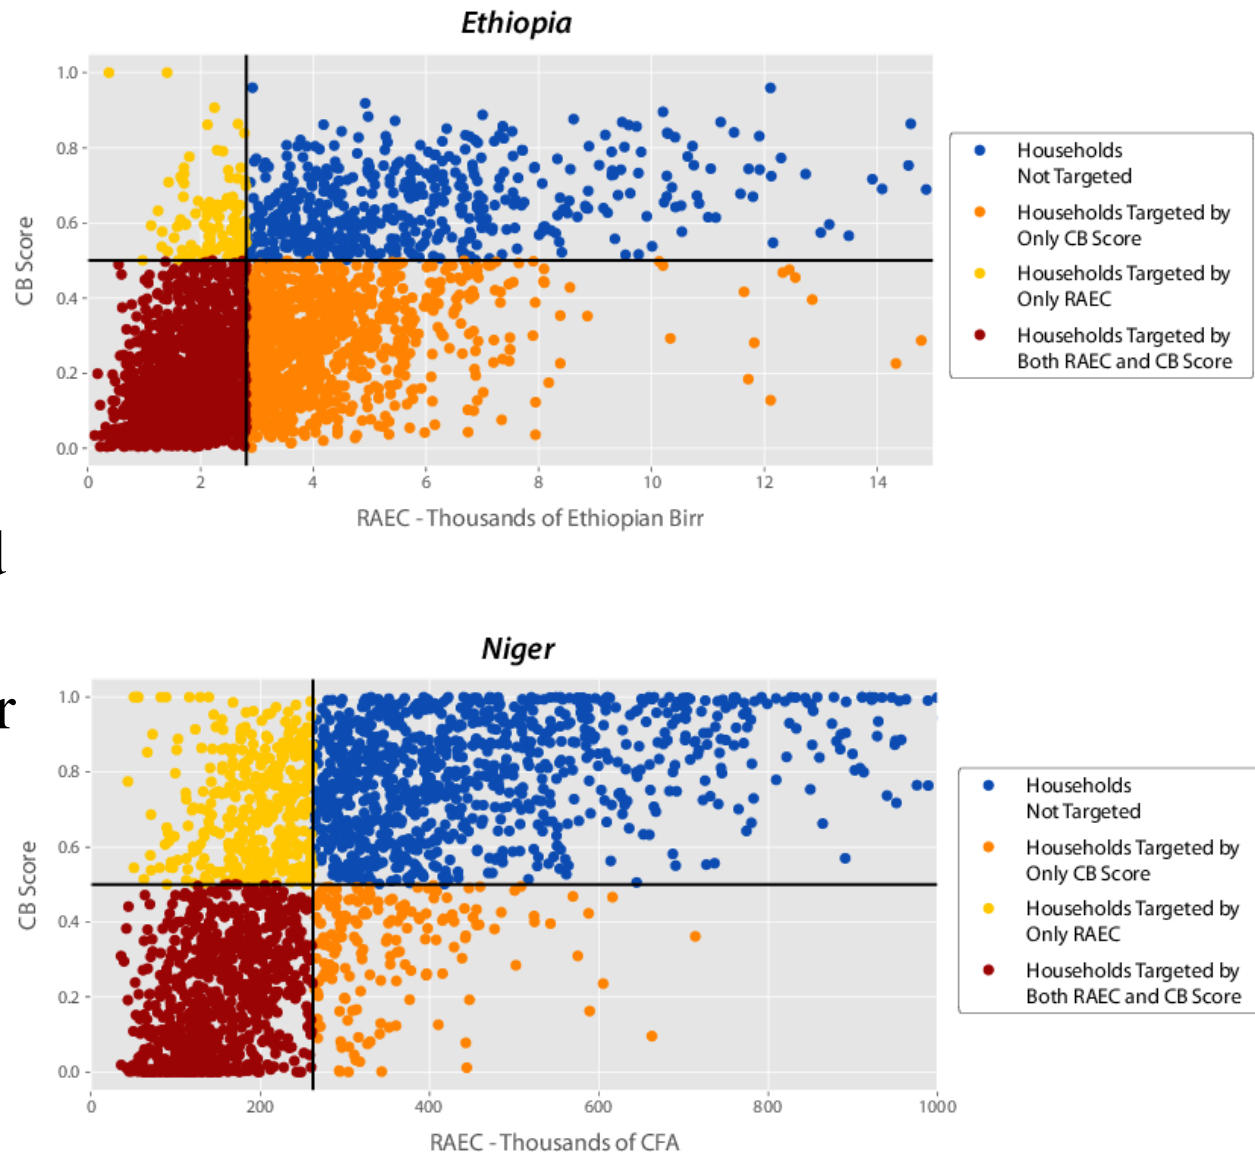 Ethiopia
1.0
0.8
0.6
0.4
0.2
0.0
CB Score
0
2
4
6
8
10
12
14
RAEC - Thousands of Ethiopian Birr
Households
Not Targeted
Households Targeted by
Only CB Score
Households Targeted by
Only RAEC
Households Targeted by
Both RAEC and CB Score
r
Niger
1.0
0.8
0.6
0.4
0.2
0.0
CB Score
0
200
400
600
800
1000
RAEC - Thousands of CFA
Households
Not Targeted
Households Targeted by
Only CB Score
Households Targeted by
Only RAEC
Households Targeted by
Both RAEC and CB Score